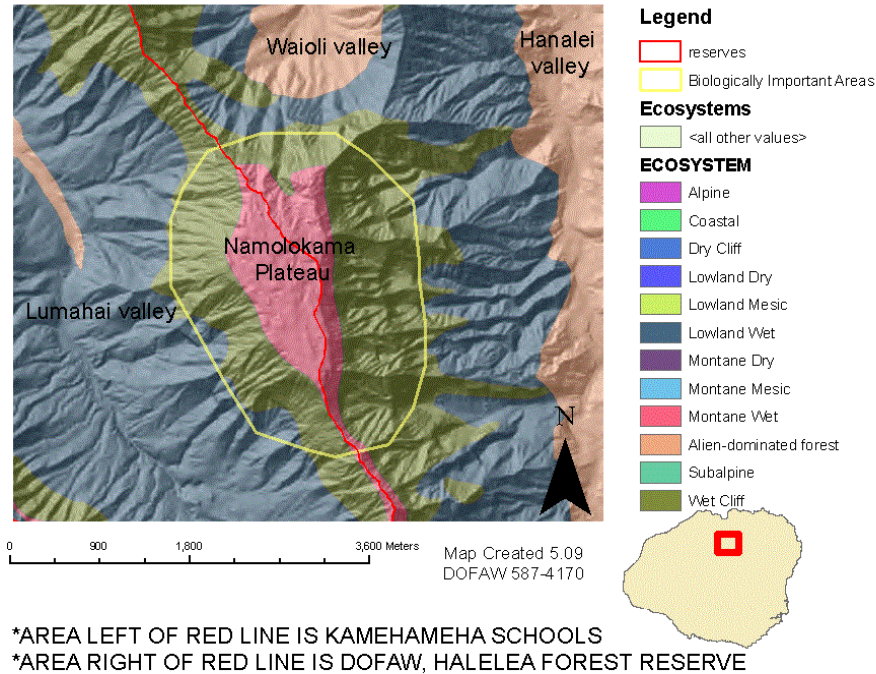 Waioli valley
Hanalei
valley
Namolokama
Plateau
Lumahai valley
N
Legend
reserves
Biologically Important Areas
Ecosystems
<all other values>
ECOSYSTEM
Alpine
Coastal
Dry Cliff
Lowland Dry
Lowland Mesic
Lowland Wet
Montane Dry
Montane Mesic
Montane Wet
Alien-dominated forest
Subalpine
Wet Cliff
0 900 1,800 3,600 Meters
Map Created 5.09
DOFAW 587-4170
*AREA LEFT OF RED LINE IS KAMEHAMEHA SCHOOLS
*AREA RIGHT OF RED LINE IS DOFAW, HALELEA FOREST RESERVE